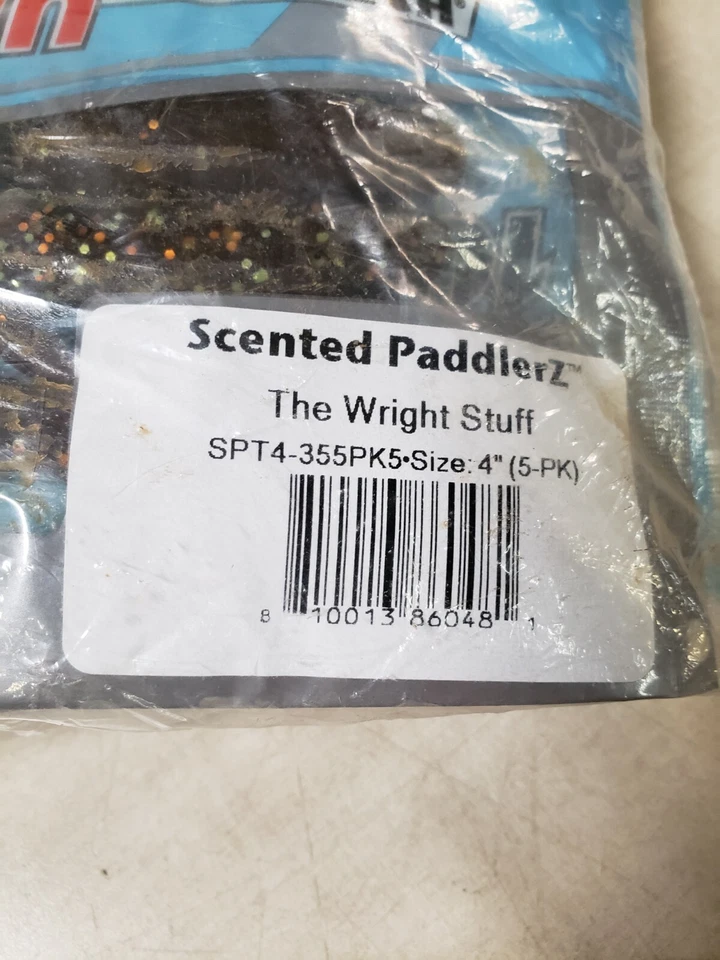 Scented PaddlerZ™
The Wright Stuff
SPT4-355PK5•Size: 4" (5-PK)
8 10013 86048 1